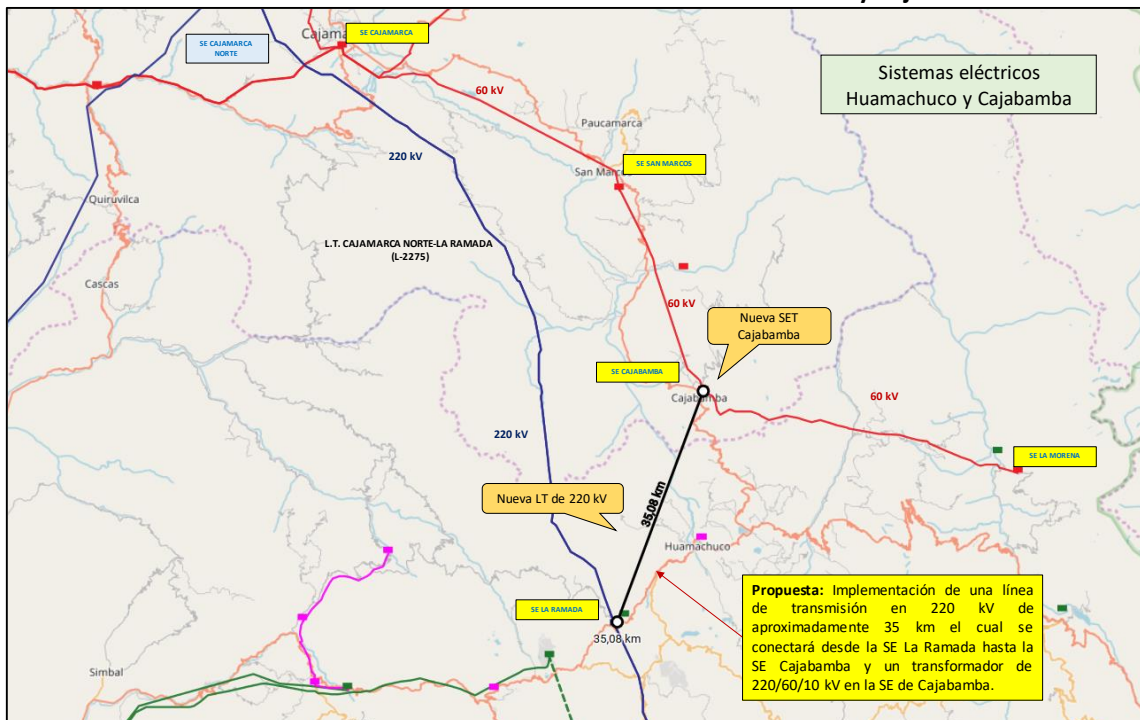 SE CAJAMARCA
NORTE
SE CAJAMARCA
60 kV
Sistemas eléctricos
Huamachuco y Cajabamba
Paucamarca
220 kV
SE SAN MARCOS
San Marcos
Quiruvilca
L.T. CAJAMARCA NORTE-LA RAMADA
(L-2275)
Cascas
60 kV
Nueva SET
Cajabamba
SE CAJABAMBA
Cajabamba
60 kV
220 kV
SE LA MORENA
Nueva LT de 220 kV
35,08 km
Huamachuco
SE LA RAMADA
35,08 km
Simbal
Propuesta: Implementación de una línea
de transmisión en 220 kV de
aproximadamente 35 km el cual se
conectará desde la SE La Ramada hasta la
SE Cajabamba y un transformador de
220/60/10 kV en la SE de Cajabamba.